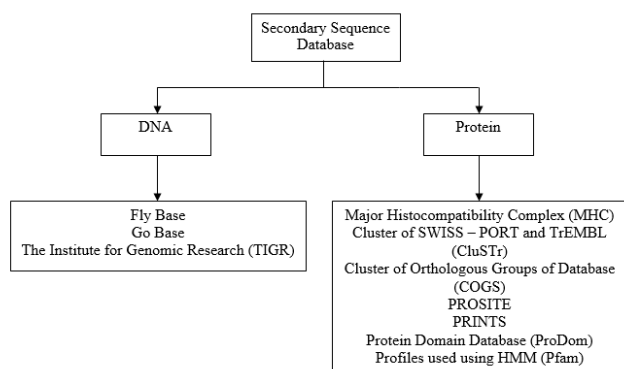 Secondary Sequence
Database
DNA
Protein
Fly Base
Go Base
The Institute for Genomic Research (TIGR)
Major Histocompatibility Complex (MHC)
Cluster of SWISS – PORT and TrEMBL
(CluSTr)
Cluster of Orthologous Groups of Database
(COGS)
PROSITE
PRINTS
Protein Domain Database (ProDom)
Profiles used using HMM (Pfam)